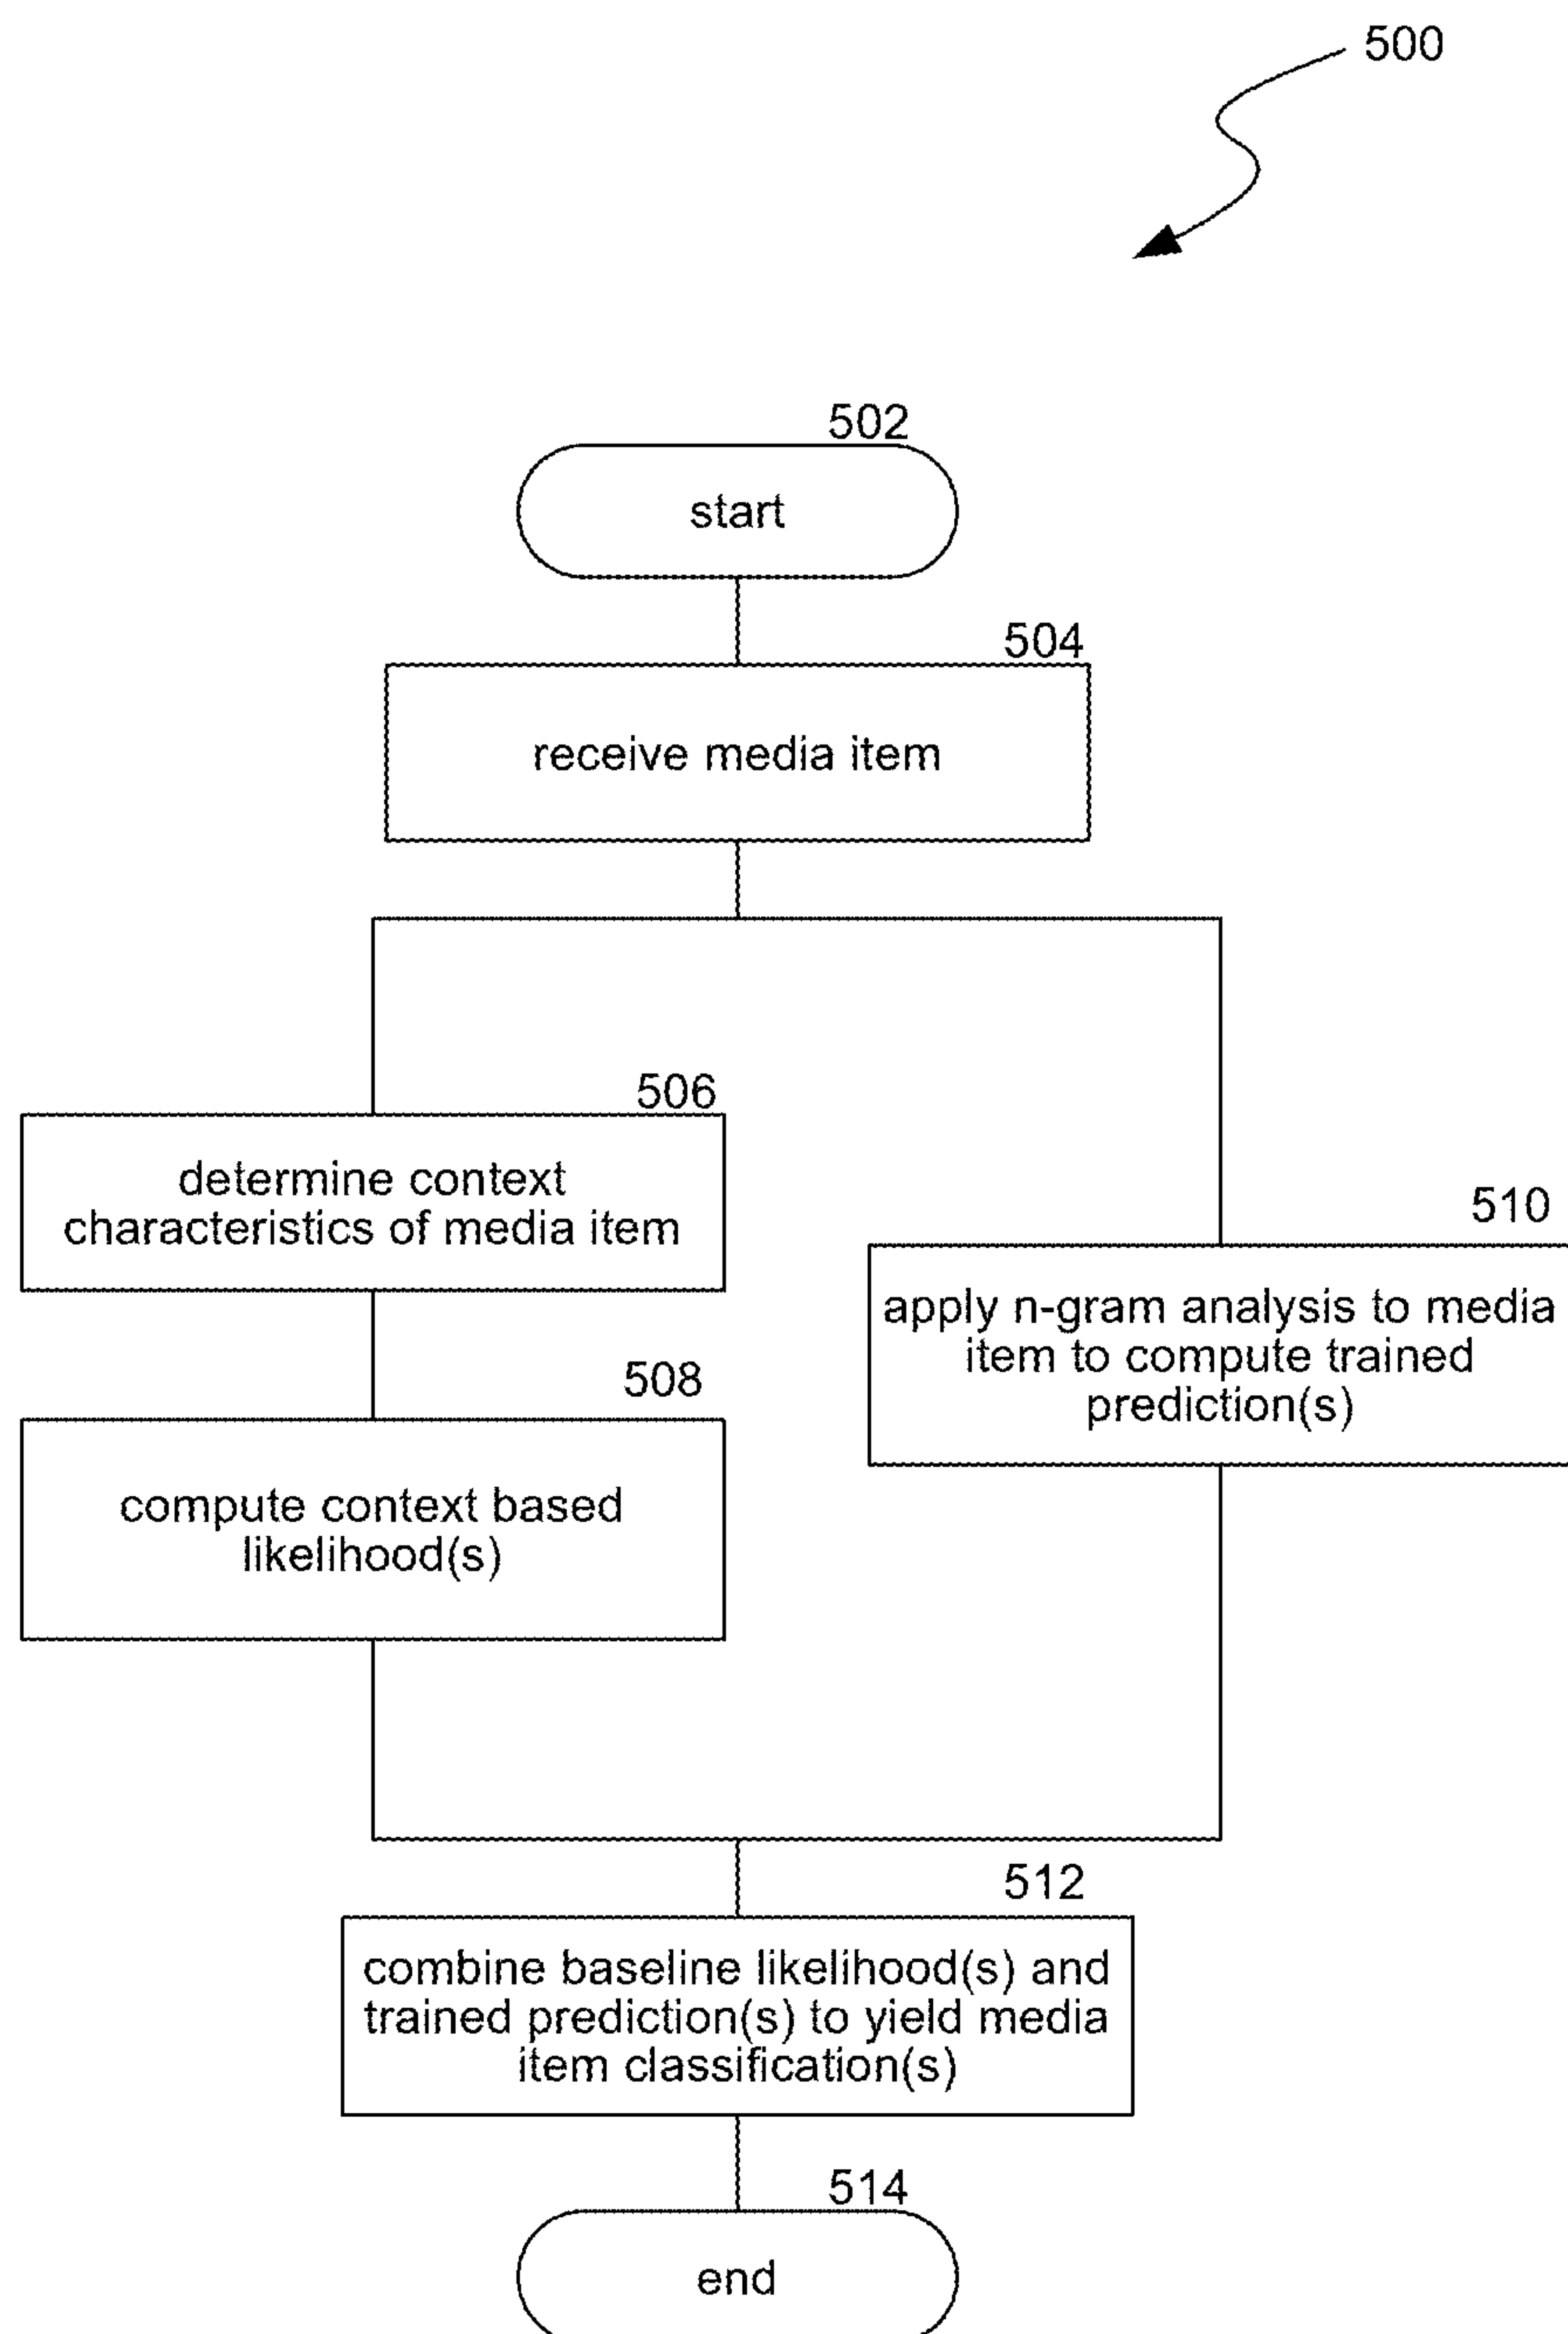 500
502
start
504
receive media item
506
determine context
characteristics of media item
508
compute context based
likelihood(s)
510
apply n-gram analysis to media
item to compute trained
prediction(s)
512
combine baseline likelihood(s) and
trained prediction(s) to yield media
item classification(s)
514
end